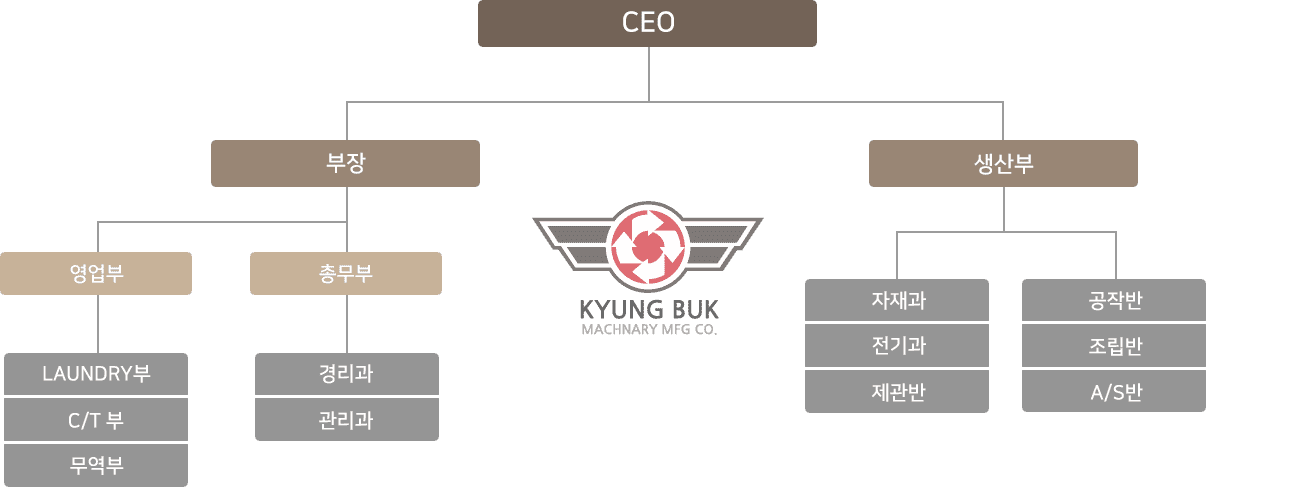 CEO
부장
생산부
영업부
총무부
LAUNDRY부
C/T 부
무역부
경리과
관리과
KYUNG BUK
MACHNARY MFG CO.
자재과
전기과
제관반
공작반
조립반
A/S반